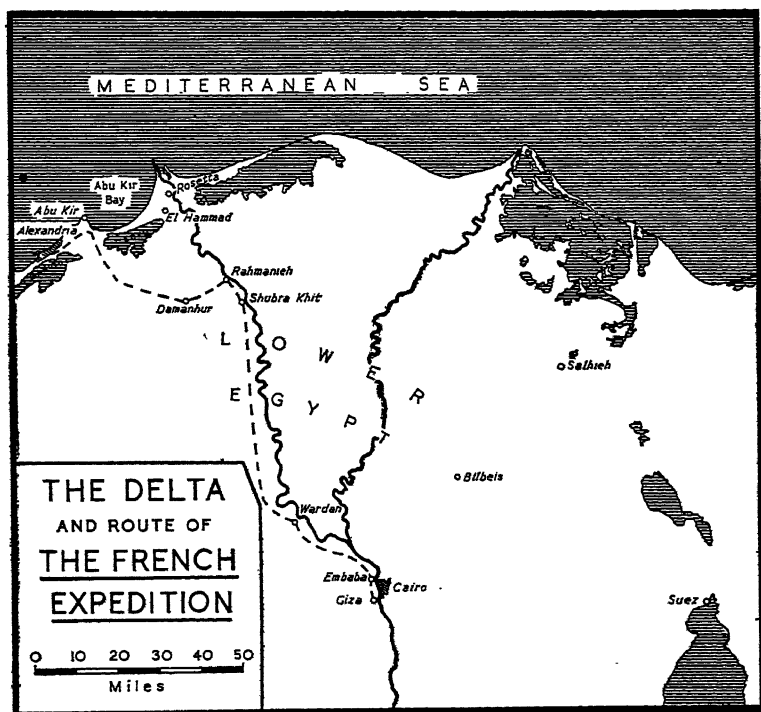 MEDITERRANEAN SEA
Abu Kir
Bay
Rosetta
Abu Kir
El Hammad
Alexandria
Rahmanieh
Shubra Khit
Damanhur
LOWER
EGYPT
Salhieh
Bilbeis
THE DELTA
AND ROUTE OF
THE FRENCH
EXPEDITION
0 10 20 30 40 50
Miles
Wardan
Embaba
Cairo
Giza
Suez